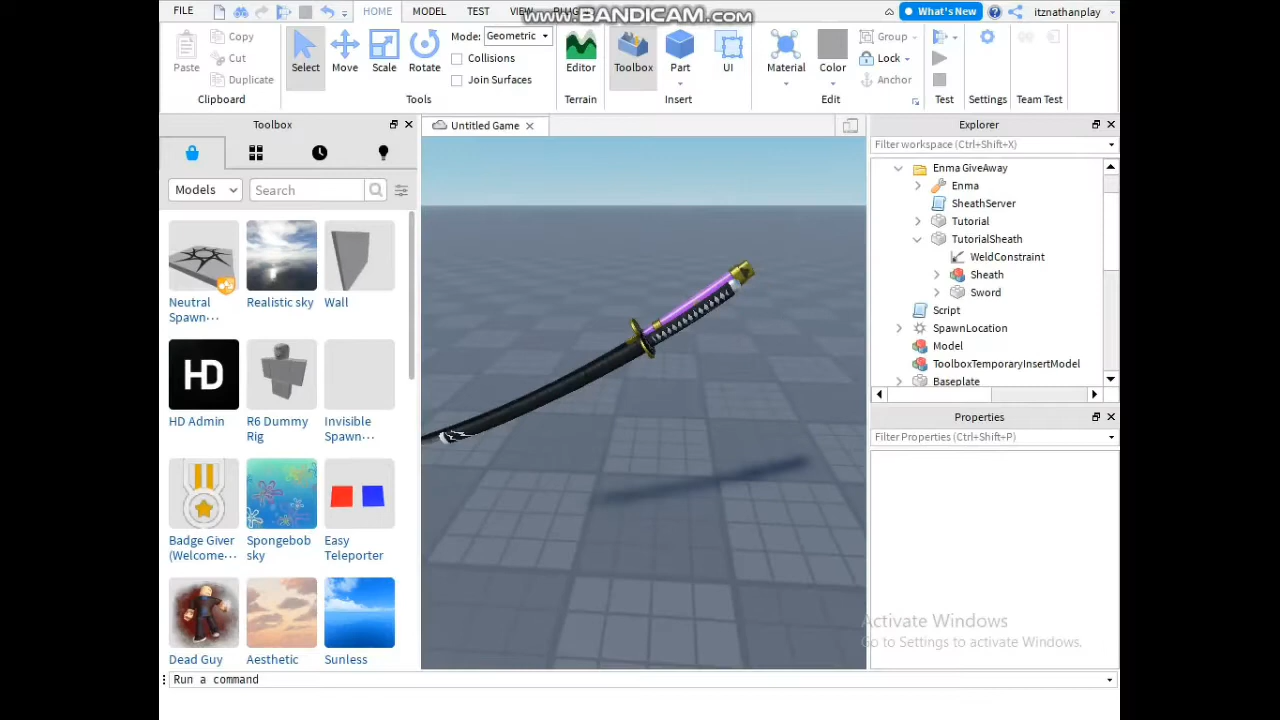 www.BANDICAM.com
FILE HOME MODEL TEST What's New itznathanplay
Paste Copy Cut Duplicate
Clipboard
Select Move Scale Rotate
Mode: Geometric
Collisions
Join Surfaces
Tools
Editor
Terrain
Toolbox Part UI
Insert
Material Color Group Lock Anchor
Edit
Test
Settings
Team Test
Toolbox
Models Search
Neutral
Spawn···
Realistic sky
Wall
HD
HD Admin
R6 Dummy
Rig
Invisible
Spawn···
Badge Giver
(Welcome···
Spongebob
sky
Easy
Teleporter
Dead Guy
Aesthetic
Sunless
Untitled Game
Explorer
Filter workspace (Ctrl+Shift+X)
Enma GiveAway
Enma
SheathServer
Tutorial
TutorialSheath
WeldConstraint
Sheath
Sword
Script
SpawnLocation
Model
ToolboxTemporaryInsertModel
Baseplate
Properties
Filter Properties (Ctrl+Shift+P)
Activate Windows
Go to Settings to activate Windows.
Run a command